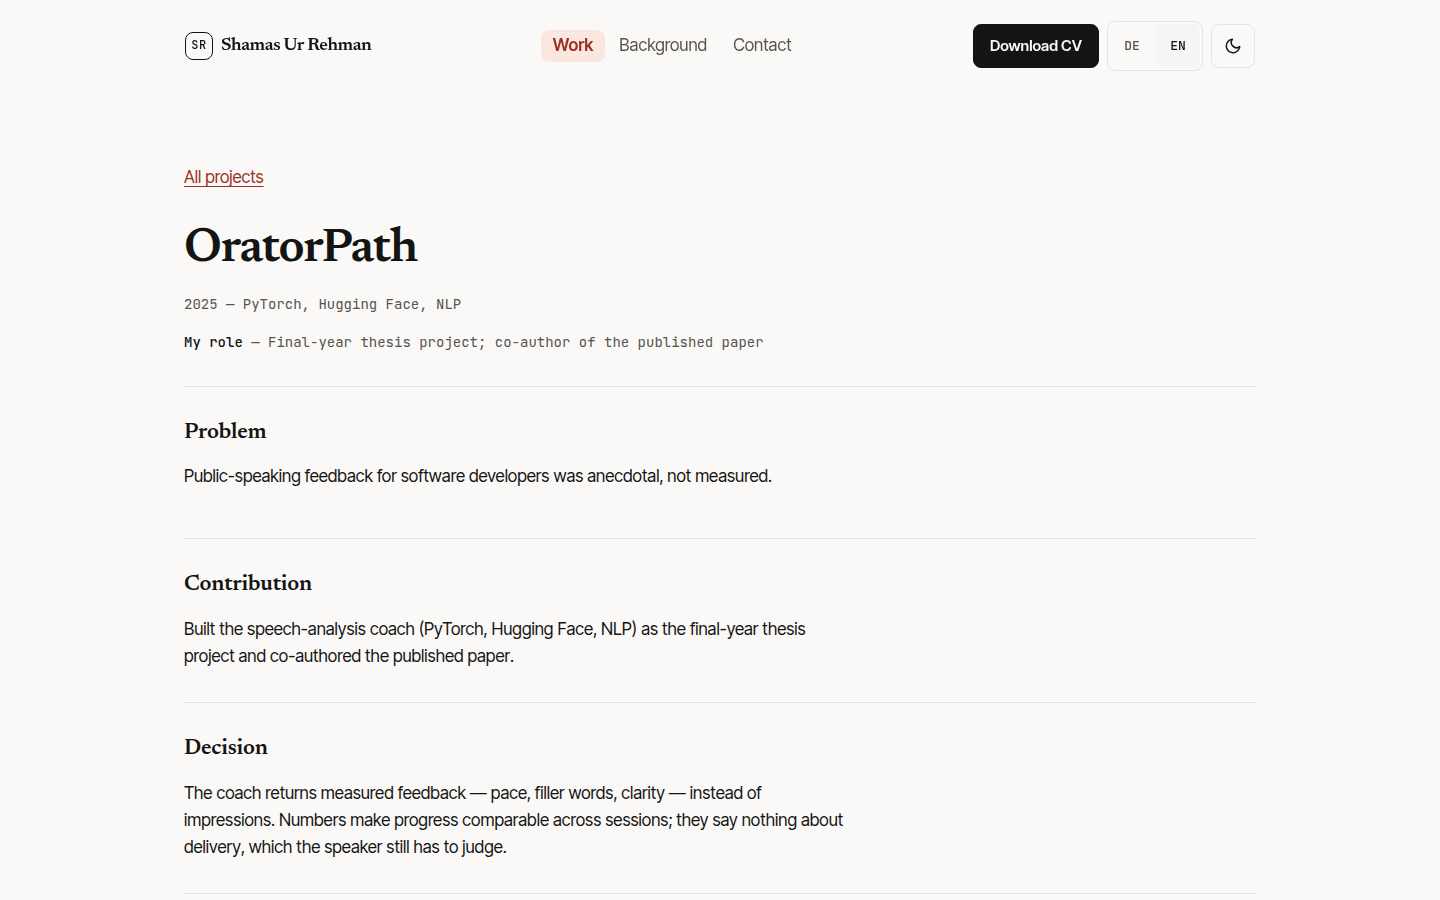 SR Shamas Ur Rehman Work Background Contact Download CV DE EN
All projects
OratorPath
2025 — PyTorch, Hugging Face, NLP
My role — Final-year thesis project; co-author of the published paper
Problem
Public-speaking feedback for software developers was anecdotal, not measured.
Contribution
Built the speech-analysis coach (PyTorch, Hugging Face, NLP) as the final-year thesis
project and co-authored the published paper.
Decision
The coach returns measured feedback — pace, filler words, clarity — instead of
impressions. Numbers make progress comparable across sessions; they say nothing about
delivery, which the speaker still has to judge.